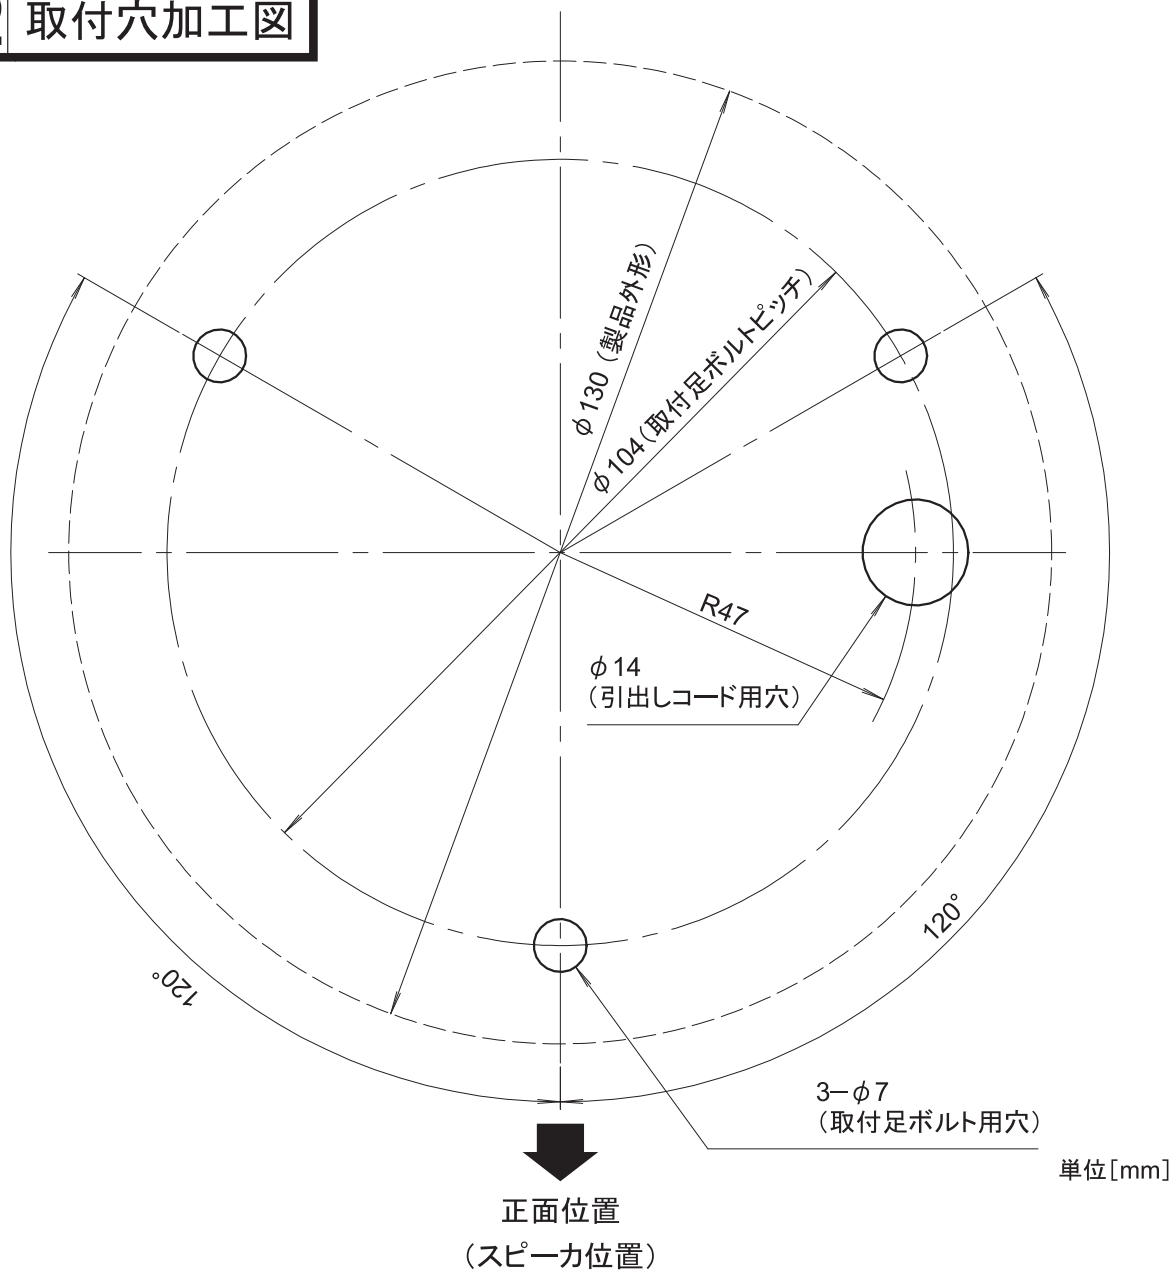 取付穴加工図
φ130(製品外形)
φ104(取付足ボルトピッチ)
R47
φ14
(引出しコード用穴)
120°
120°
3-φ7
(取付足ボルト用穴)
単位[mm]
正面位置
(スピーカ位置)